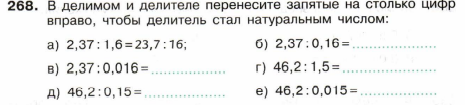 268. В делимом и делителе перенесите запятые на столько цифр
вправо, чтобы делитель стал натуральным числом:
а) 2,37 : 1,6 = 23,7 : 16; б) 2,37 : 0,16 = ....................
в) 2,37 : 0,016 = .................... г) 46,2 : 1,5 = ....................
д) 46,2 : 0,15 = .................... е) 46,2 : 0,015 = ....................